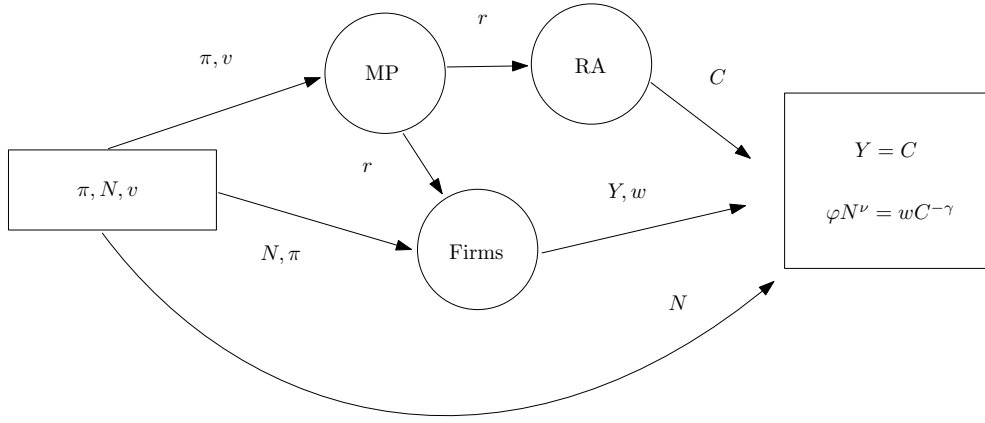 r
π, v
MP
RA
C
r
Y = C
π, N, v
Y, w
φN^ν = wC^{−γ}
N, π
Firms
N